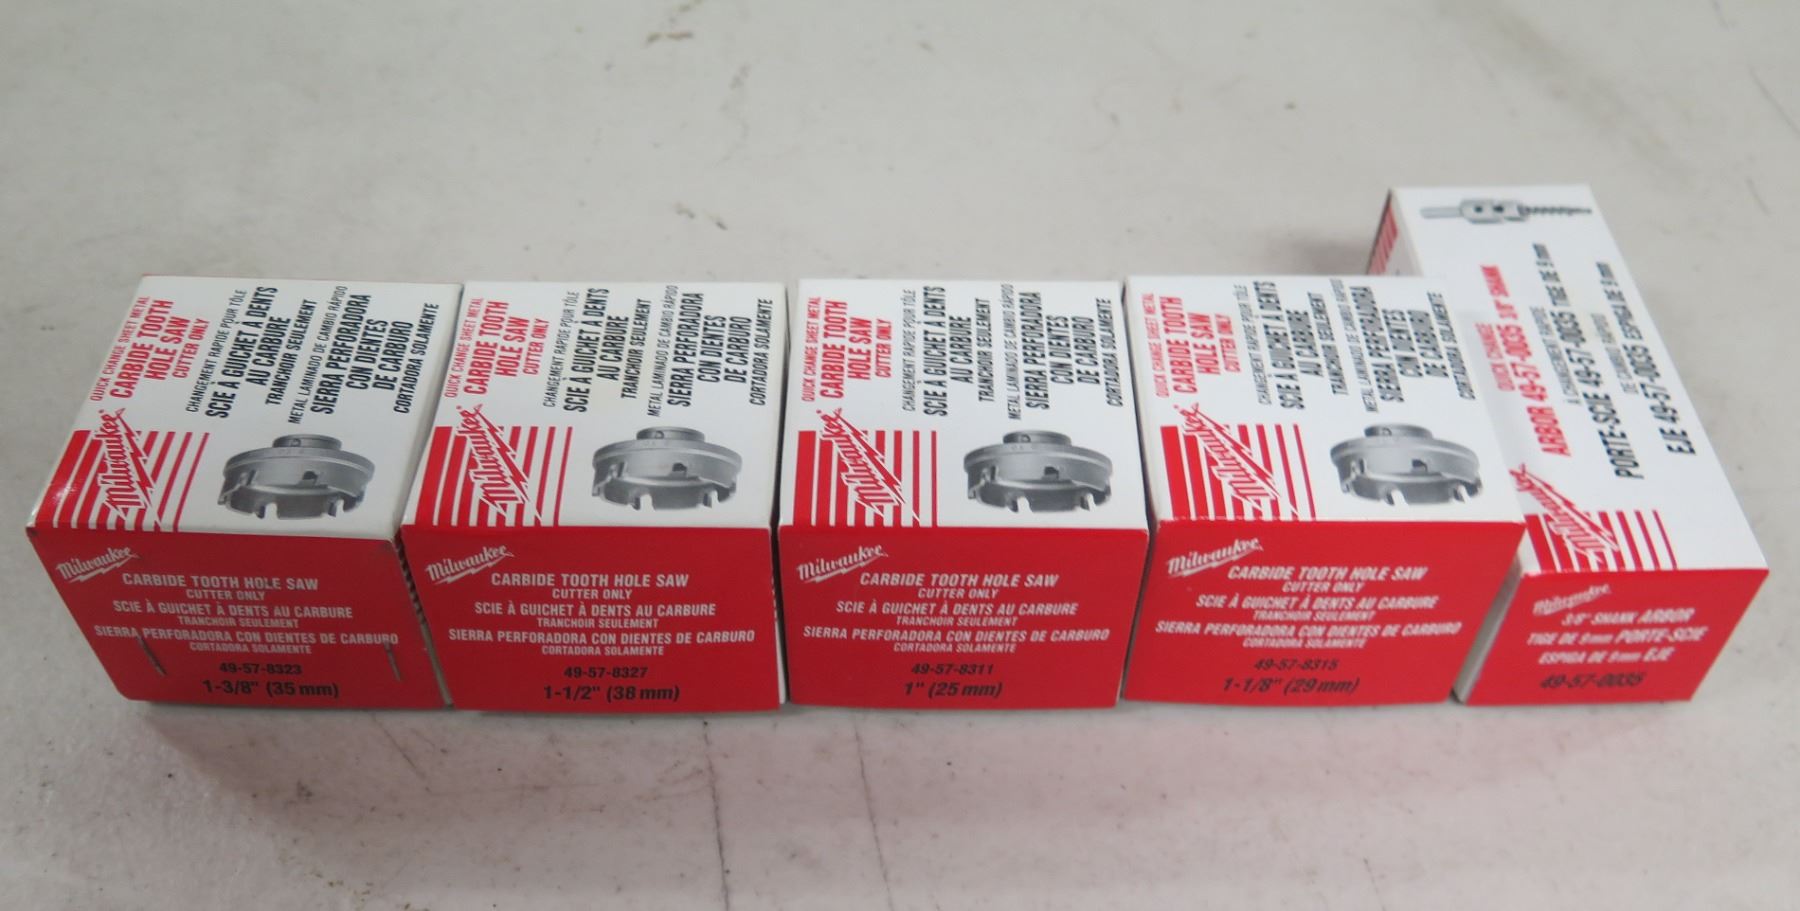 QUICK CHANGE SHEET METAL
CARBIDE TOOTH
HOLE SAW
CUTTER ONLY
CHANGEMENT RAPIDE POUR TÔLE
SCIE À GUICHET À DENTS
AU CARBURE
TRANCHOIR SEULEMENT
METAL LAMINADO DE CAMBIO RÁPIDO
SIERRA PERFORADORA
CON DIENTES
DE CARBURO
CORTADORA SOLAMENTE
Milwaukee
Milwaukee
CARBIDE TOOTH HOLE SAW
CUTTER ONLY
SCIE À GUICHET À DENTS AU CARBURE
TRANCHOIR SEULEMENT
SIERRA PERFORADORA CON DIENTES DE CARBURO
CORTADORA SOLAMENTE
49-57-8323
1-3/8" (35 mm)
QUICK CHANGE SHEET METAL
CARBIDE TOOTH
HOLE SAW
CUTTER ONLY
CHANGEMENT RAPIDE POUR TÔLE
SCIE À GUICHET À DENTS
AU CARBURE
TRANCHOIR SEULEMENT
METAL LAMINADO DE CAMBIO RÁPIDO
SIERRA PERFORADORA
CON DIENTES
DE CARBURO
CORTADORA SOLAMENTE
Milwaukee
Milwaukee
CARBIDE TOOTH HOLE SAW
CUTTER ONLY
SCIE À GUICHET À DENTS AU CARBURE
TRANCHOIR SEULEMENT
SIERRA PERFORADORA CON DIENTES DE CARBURO
CORTADORA SOLAMENTE
49-57-8327
1-1/2" (38 mm)
QUICK CHANGE SHEET METAL
CARBIDE TOOTH
HOLE SAW
CUTTER ONLY
CHANGEMENT RAPIDE POUR TÔLE
SCIE À GUICHET À DENTS
AU CARBURE
TRANCHOIR SEULEMENT
METAL LAMINADO DE CAMBIO RÁPIDO
SIERRA PERFORADORA
CON DIENTES
DE CARBURO
CORTADORA SOLAMENTE
Milwaukee
Milwaukee
CARBIDE TOOTH HOLE SAW
CUTTER ONLY
SCIE À GUICHET À DENTS AU CARBURE
TRANCHOIR SEULEMENT
SIERRA PERFORADORA CON DIENTES DE CARBURO
CORTADORA SOLAMENTE
49-57-8311
1" (25 mm)
QUICK CHANGE SHEET METAL
CARBIDE TOOTH
HOLE SAW
CUTTER ONLY
CHANGEMENT RAPIDE POUR TÔLE
SCIE À GUICHET À DENTS
AU CARBURE
TRANCHOIR SEULEMENT
METAL LAMINADO DE CAMBIO RÁPIDO
SIERRA PERFORADORA
CON DIENTES
DE CARBURO
CORTADORA SOLAMENTE
Milwaukee
Milwaukee
CARBIDE TOOTH HOLE SAW
CUTTER ONLY
SCIE À GUICHET À DENTS AU CARBURE
TRANCHOIR SEULEMENT
SIERRA PERFORADORA CON DIENTES DE CARBURO
CORTADORA SOLAMENTE
49-57-8315
1-1/8" (29 mm)
QUICK CHANGE
ARBOR 49-57-0035 3/8" SHANK
À CHANGEMENT RAPIDE
PORTE-SCIE 49-57-0035 TIGE DE 9 mm
DE CAMBIO RÁPIDO
EJE 49-57-0035 ESPIGA DE 9 mm
Milwaukee
Milwaukee
3/8" SHANK ARBOR
TIGE DE 9 mm PORTE-SCIE
ESPIGA DE 9 mm EJE
49-57-0035